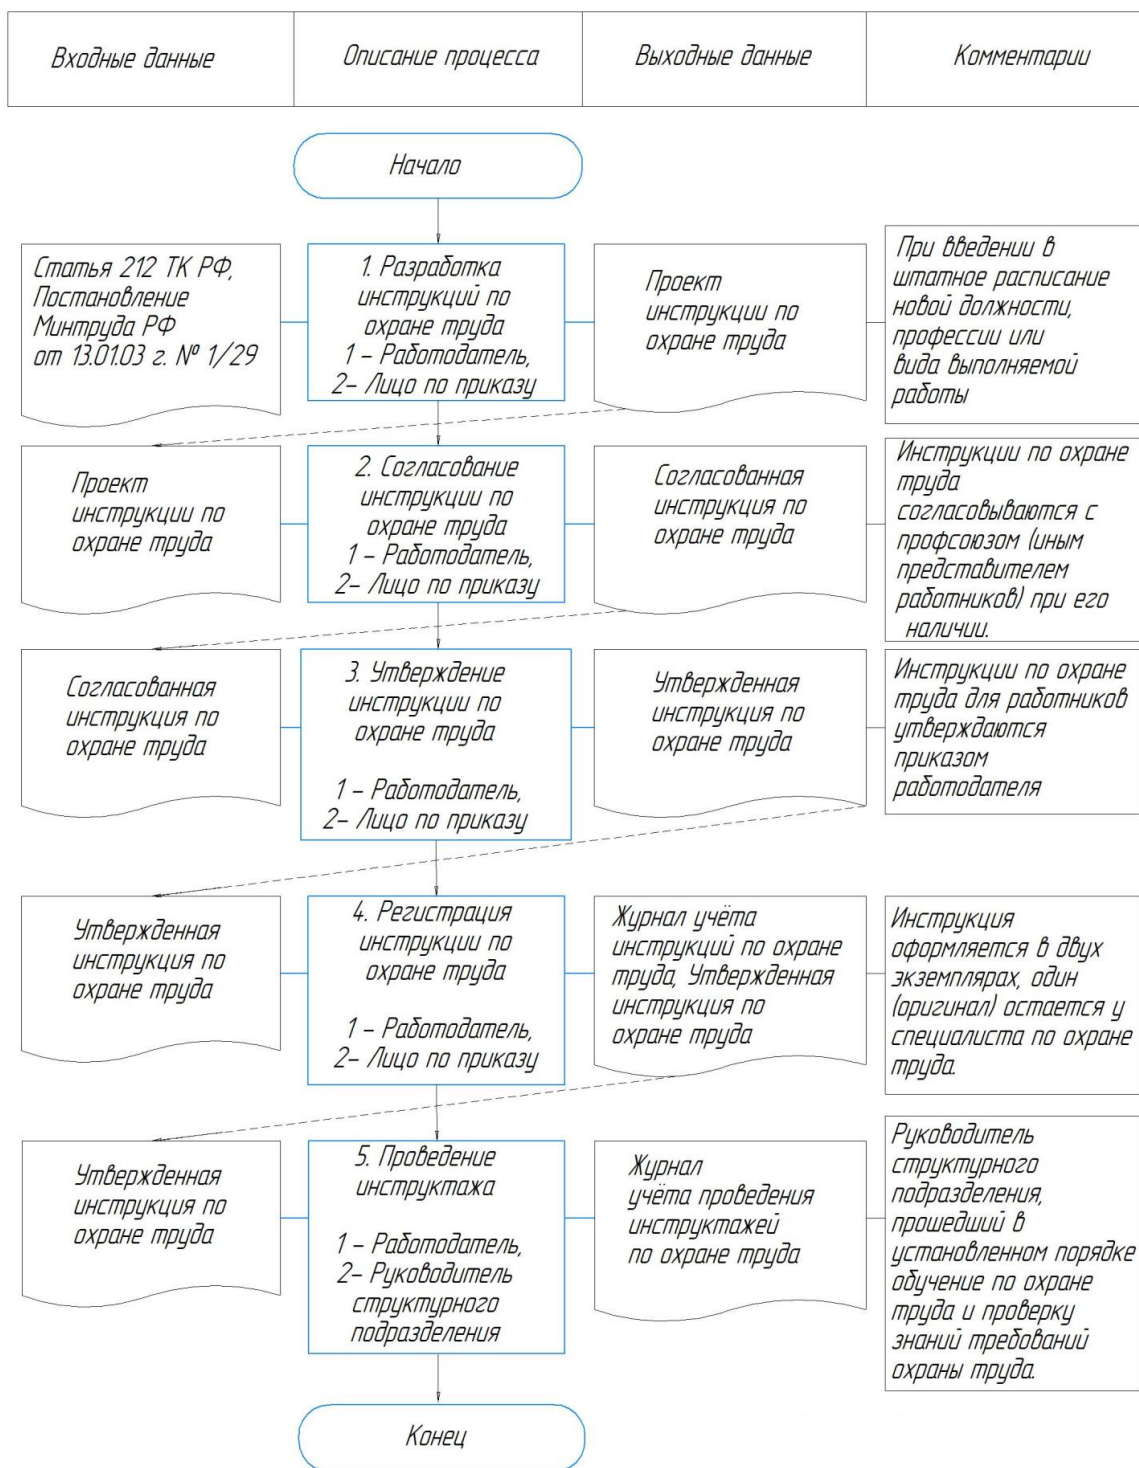 Входные данные
Описание процесса
Выходные данные
Комментарии
Начало
Статья 212 ТК РФ,
Постановление
Минтруда РФ
от 13.01.03 г. № 1/29
1. Разработка
инструкций по
охране труда
1 – Работодатель,
2– Лицо по приказу
Проект
инструкции по
охране труда
При введении в
штатное расписание
новой должности,
профессии или
вида выполняемой
работы
Проект
инструкции по
охране труда
2. Согласование
инструкции по
охране труда
1 – Работодатель,
2– Лицо по приказу
Согласованная
инструкция по
охране труда
Инструкции по охране
труда
согласовываются с
профсоюзом (иным
представителем
работников) при его
наличии.
Согласованная
инструкция по
охране труда
3. Утверждение
инструкции по
охране труда
1 – Работодатель,
2– Лицо по приказу
Утвержденная
инструкция по
охране труда
Инструкции по охране
труда для работников
утверждаются
приказом
работодателя
Утвержденная
инструкция по
охране труда
4. Регистрация
инструкции по
охране труда
1 – Работодатель,
2– Лицо по приказу
Журнал учёта
инструкций по охране
труда, Утвержденная
инструкция по
охране труда
Инструкция
оформляется в двух
экземплярах, один
(оригинал) остается у
специалиста по охране
труда.
Утвержденная
инструкция по
охране труда
5. Проведение
инструктажа
1 – Работодатель,
2– Руководитель
структурного
подразделения
Журнал
учёта проведения
инструктажей
по охране труда
Руководитель
структурного
подразделения,
прошедший в
установленном порядке
обучение по охране
труда и проверку
знаний требований
охраны труда.
Конец